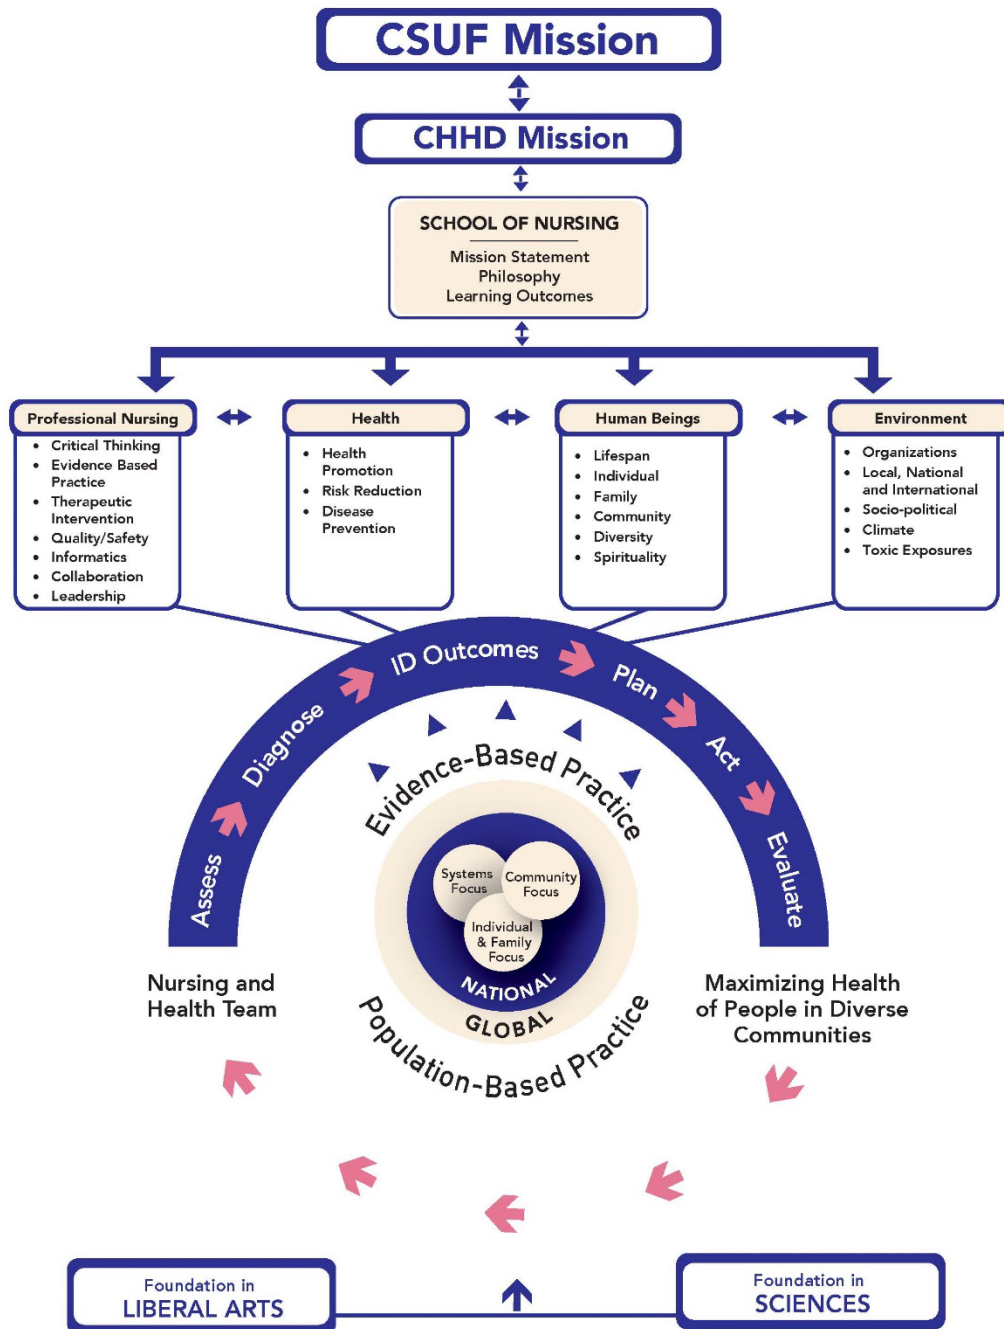 CSUF Mission
CHHD Mission
SCHOOL OF NURSING
Mission Statement
Philosophy
Learning Outcomes
Professional Nursing
• Critical Thinking
• Evidence Based
Practice
• Therapeutic
Intervention
• Quality/Safety
• Informatics
• Collaboration
• Leadership
Health
• Health
Promotion
• Risk Reduction
• Disease
Prevention
Human Beings
• Lifespan
• Individual
• Family
• Community
• Diversity
• Spirituality
Environment
• Organizations
• Local, National
and International
• Socio-political
• Climate
• Toxic Exposures
Assess
Diagnose
ID Outcomes
Plan
Act
Evaluate
Evidence-Based Practice
Systems
Focus
Community
Focus
Individual
& Family
Focus
NATIONAL
GLOBAL
Population-Based Practice
Nursing and
Health Team
Maximizing Health
of People in Diverse
Communities
Foundation in
LIBERAL ARTS
Foundation in
SCIENCES